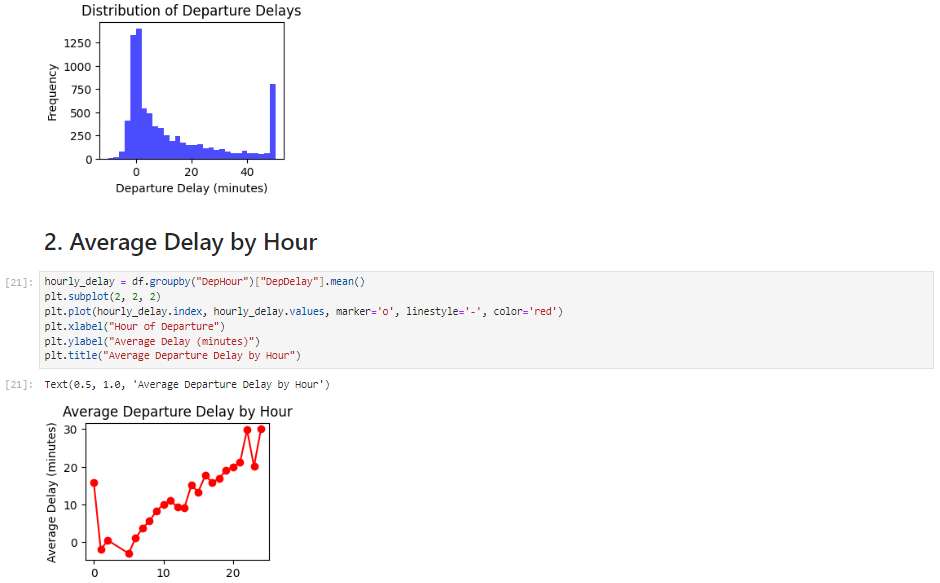 Distribution of Departure Delays
1250
1000
750
500
250
0
Frequency
0 20 40
Departure Delay (minutes)
2. Average Delay by Hour
[21]: hourly_delay = df.groupby("DepHour")["DepDelay"].mean()
plt.subplot(2, 2, 2)
plt.plot(hourly_delay.index, hourly_delay.values, marker='o', linestyle='-', color='red')
plt.xlabel("Hour of Departure")
plt.ylabel("Average Delay (minutes)")
plt.title("Average Departure Delay by Hour")
[21]: Text(0.5, 1.0, 'Average Departure Delay by Hour')
Average Departure Delay by Hour
30
20
10
0
Average Delay (minutes)
0 20